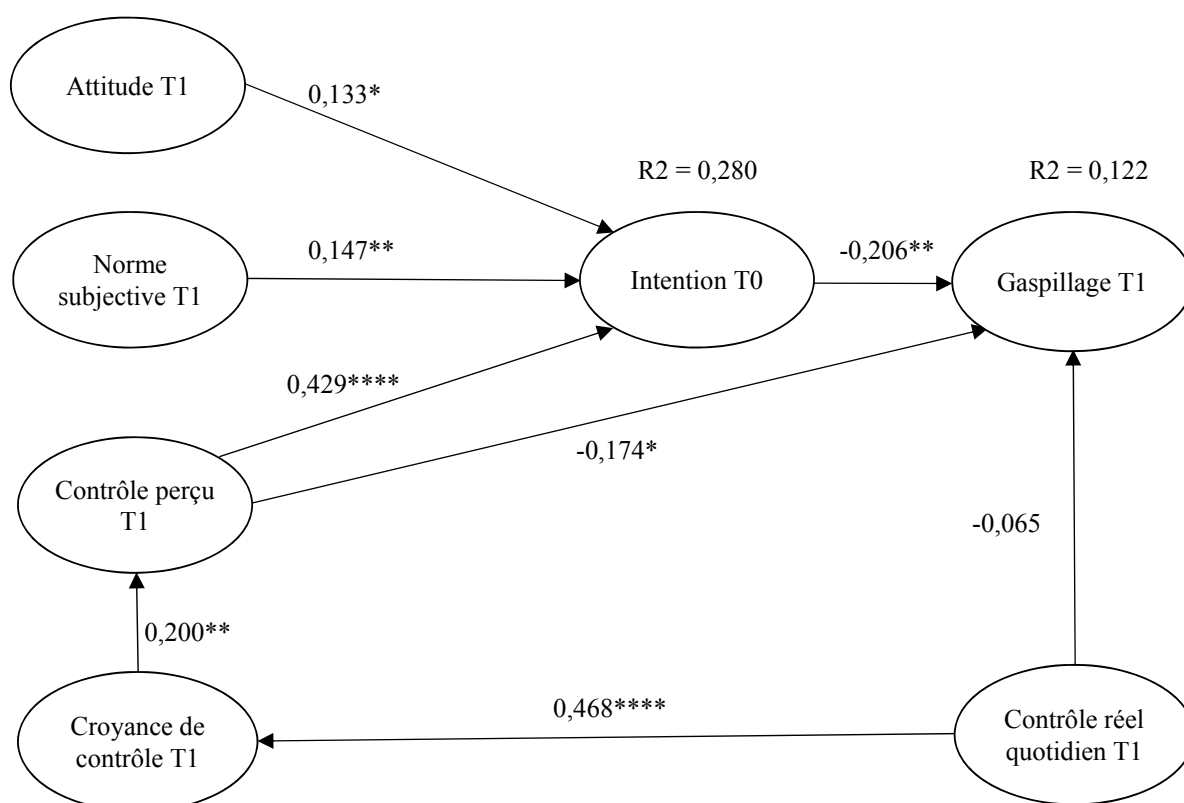 Attitude T1
0,133*
R2 = 0,280
R2 = 0,122
Norme
subjective T1
0,147**
Intention T0
-0,206**
Gaspillage T1
0,429****
-0,174*
Contrôle perçu
T1
-0,065
0,200**
Croyance de
contrôle T1
0,468****
Contrôle réel
quotidien T1